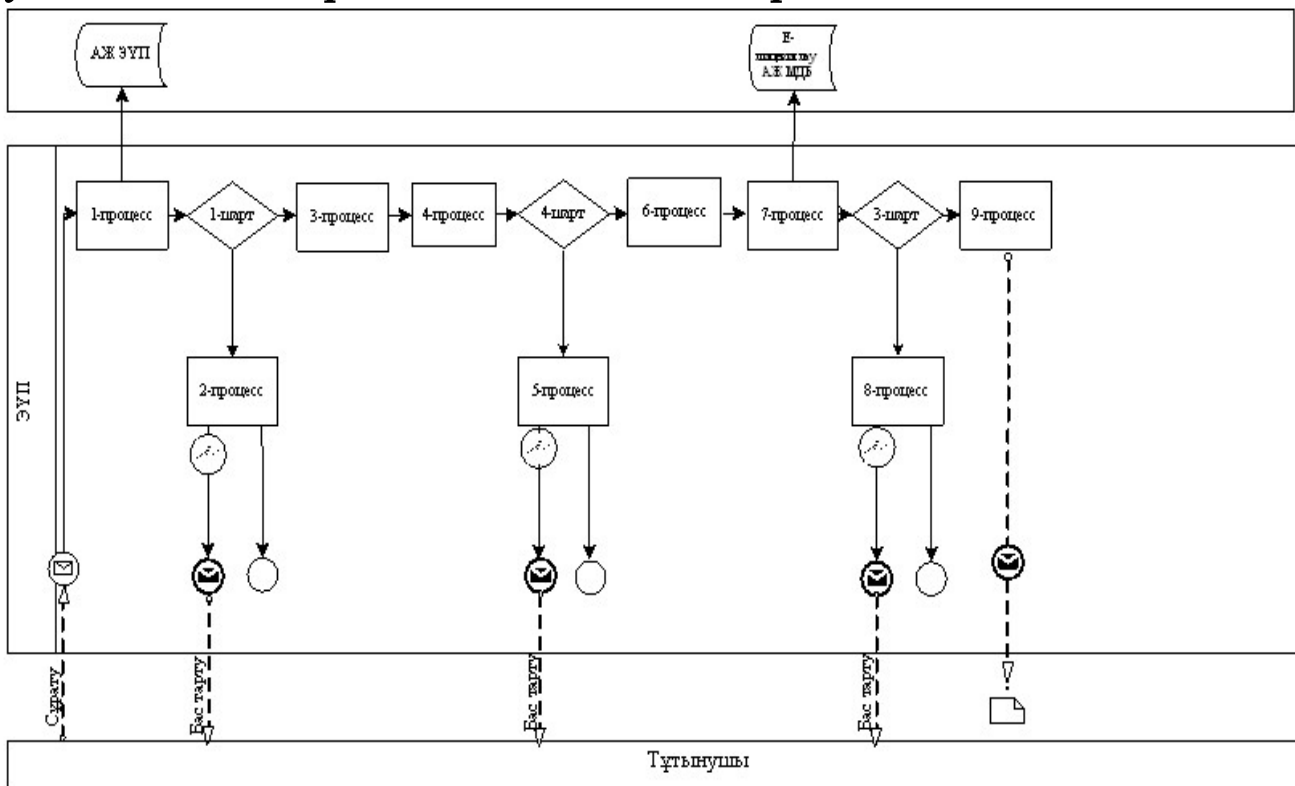 АЖ ЭҮП
Е-
АЖ МДБ
1-процесс
1-шарт
3-процесс
4-процесс
4-шарт
6-процесс
7-процесс
3-шарт
9-процесс
2-процесс
5-процесс
8-процесс
ЭҮП
Сұрату
Бас тарту
Бас тарту
Бас тарту
Тұтынушы